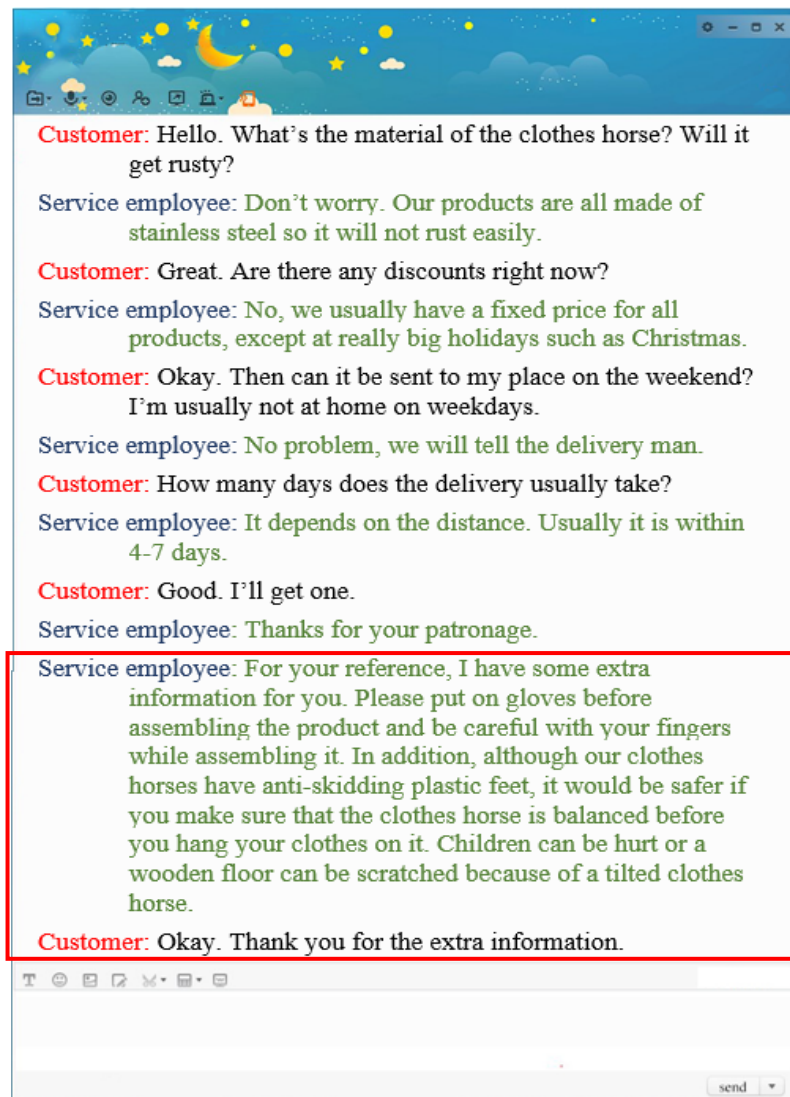 Customer: Hello. What’s the material of the clothes horse? Will it
get rusty?
Service employee: Don’t worry. Our products are all made of
stainless steel so it will not rust easily.
Customer: Great. Are there any discounts right now?
Service employee: No, we usually have a fixed price for all
products, except at really big holidays such as Christmas.
Customer: Okay. Then can it be sent to my place on the weekend?
I’m usually not at home on weekdays.
Service employee: No problem, we will tell the delivery man.
Customer: How many days does the delivery usually take?
Service employee: It depends on the distance. Usually it is within
4-7 days.
Customer: Good. I’ll get one.
Service employee: Thanks for your patronage.
Service employee: For your reference, I have some extra
information for you. Please put on gloves before
assembling the product and be careful with your fingers
while assembling it. In addition, although our clothes
horses have anti-skidding plastic feet, it would be safer if
you make sure that the clothes horse is balanced before
you hang your clothes on it. Children can be hurt or a
wooden floor can be scratched because of a tilted clothes
horse.
Customer: Okay. Thank you for the extra information.
T
send